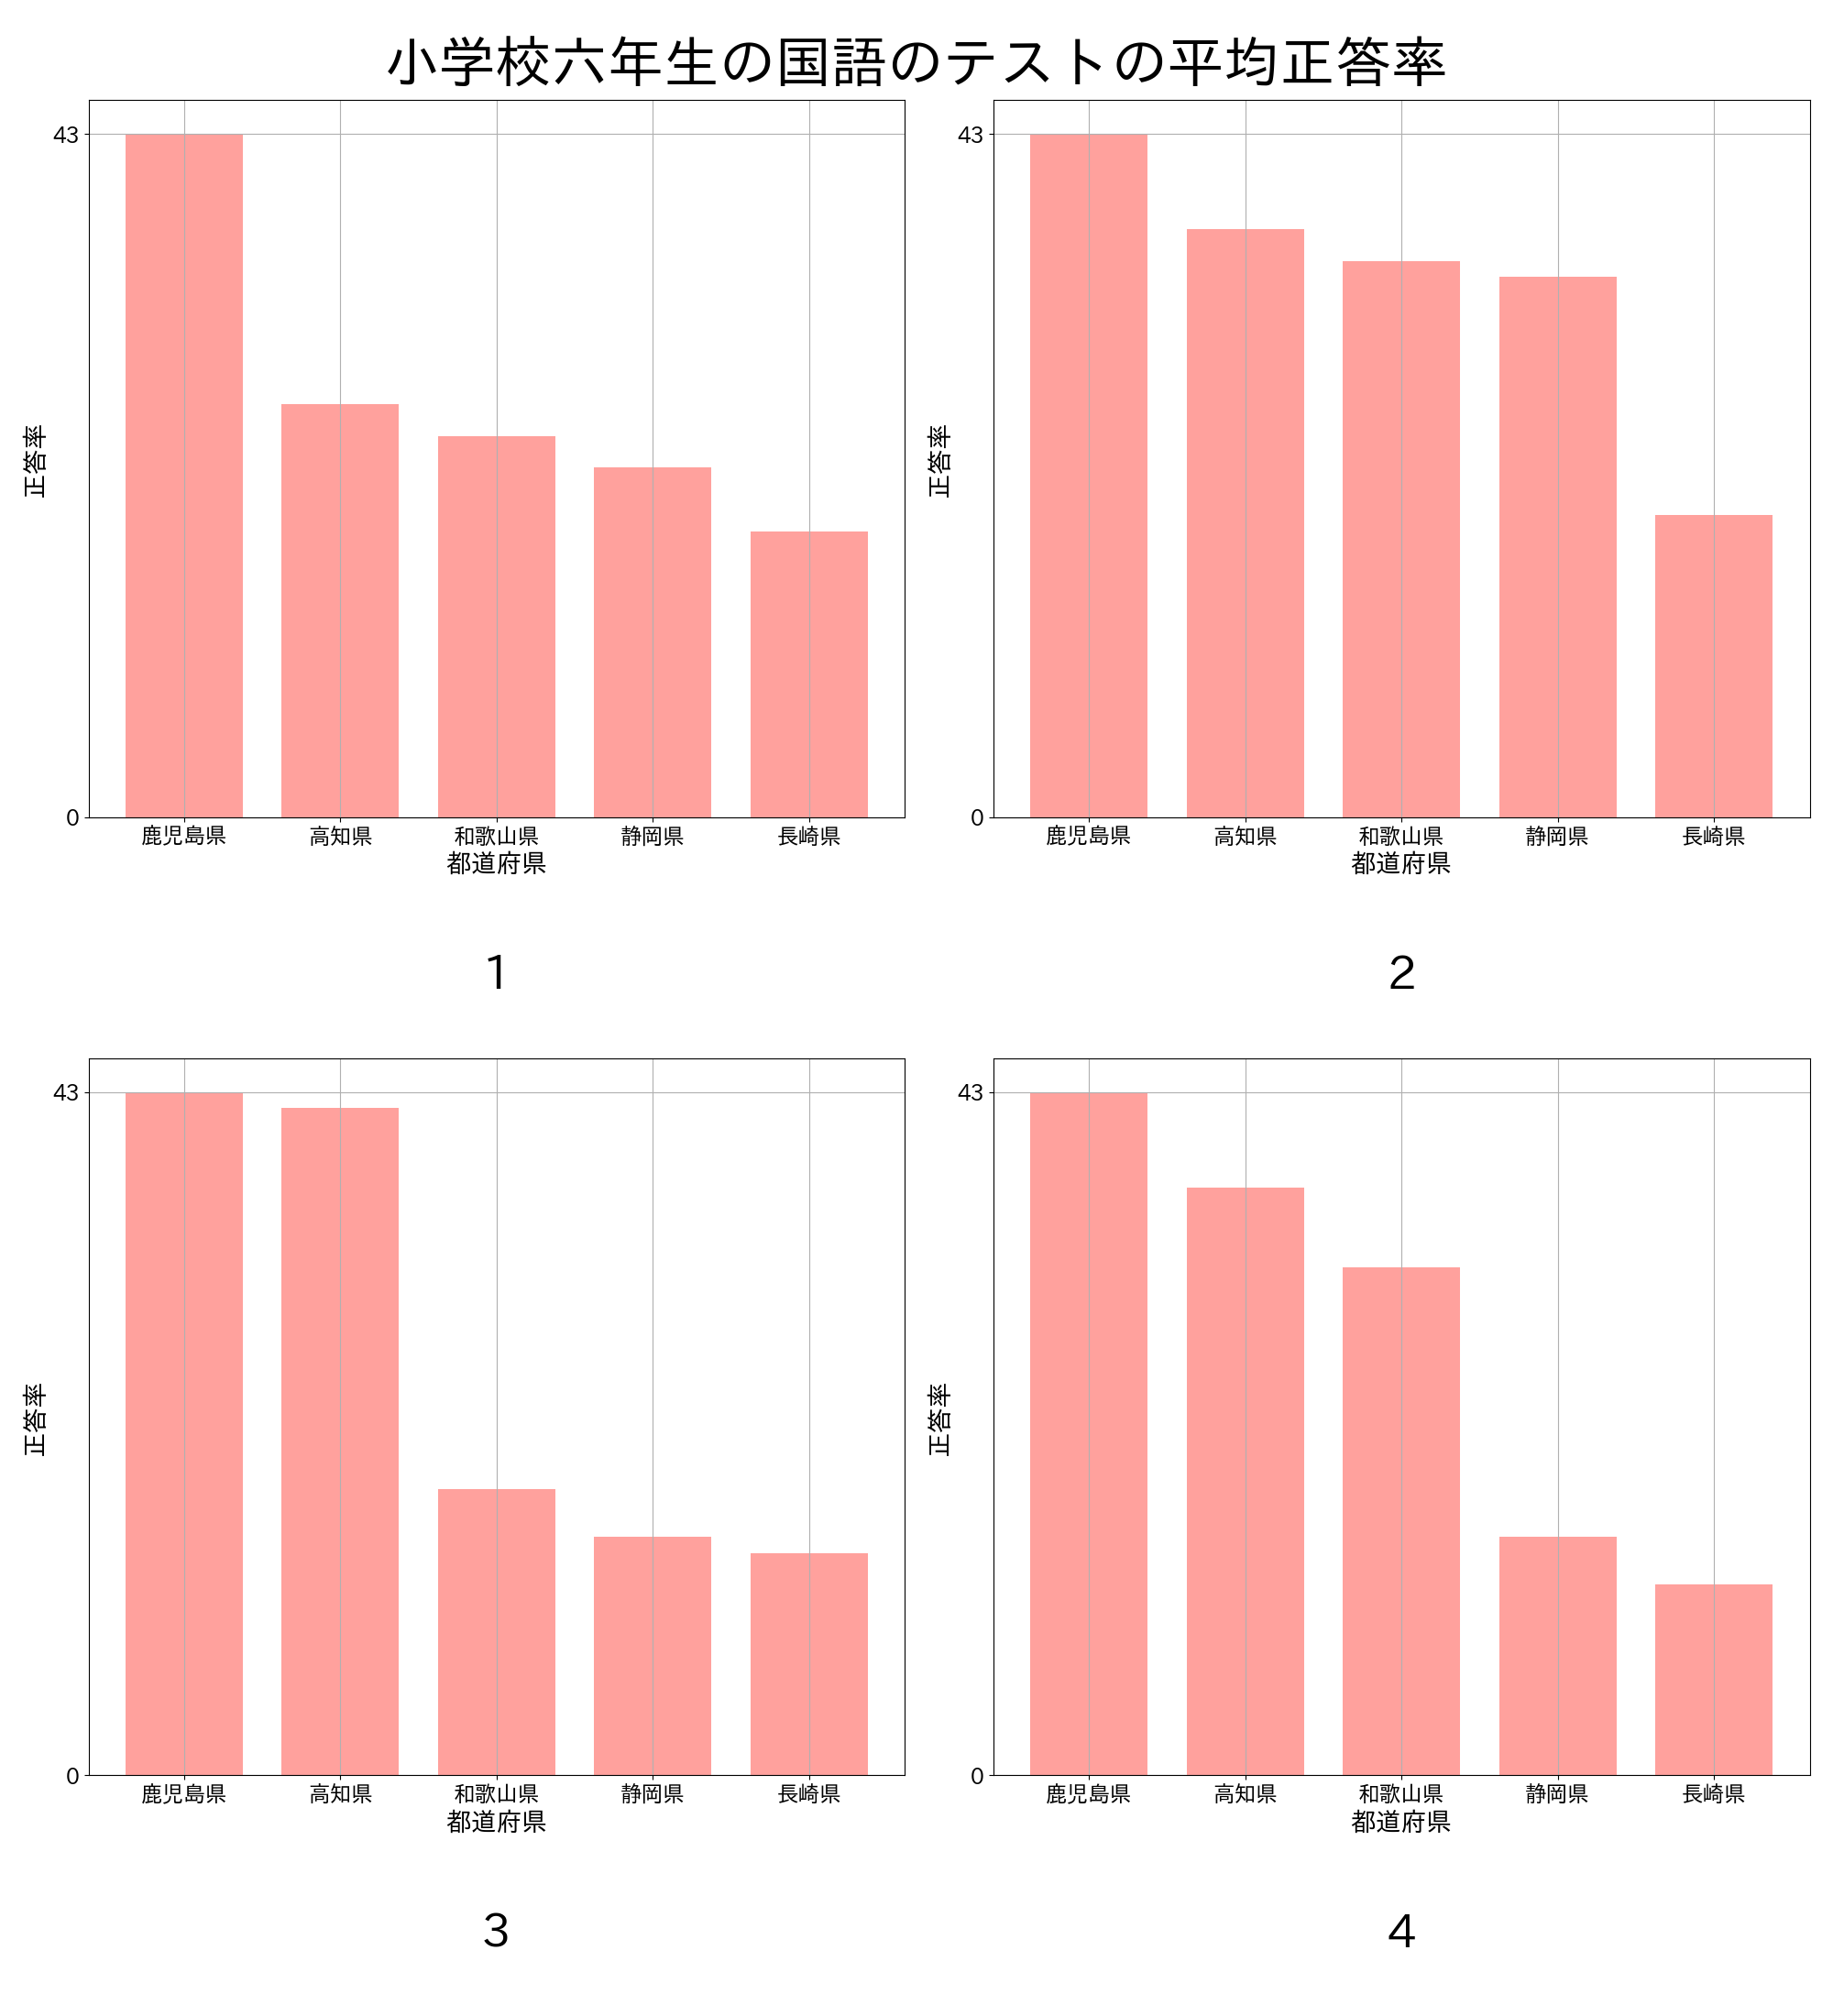 小学校六年生の国語のテストの平均正答率
43
正答率
0
鹿児島県 高知県 和歌山県 静岡県 長崎県
都道府県
1
43
正答率
0
鹿児島県 高知県 和歌山県 静岡県 長崎県
都道府県
2
43
正答率
0
鹿児島県 高知県 和歌山県 静岡県 長崎県
都道府県
3
43
正答率
0
鹿児島県 高知県 和歌山県 静岡県 長崎県
都道府県
4